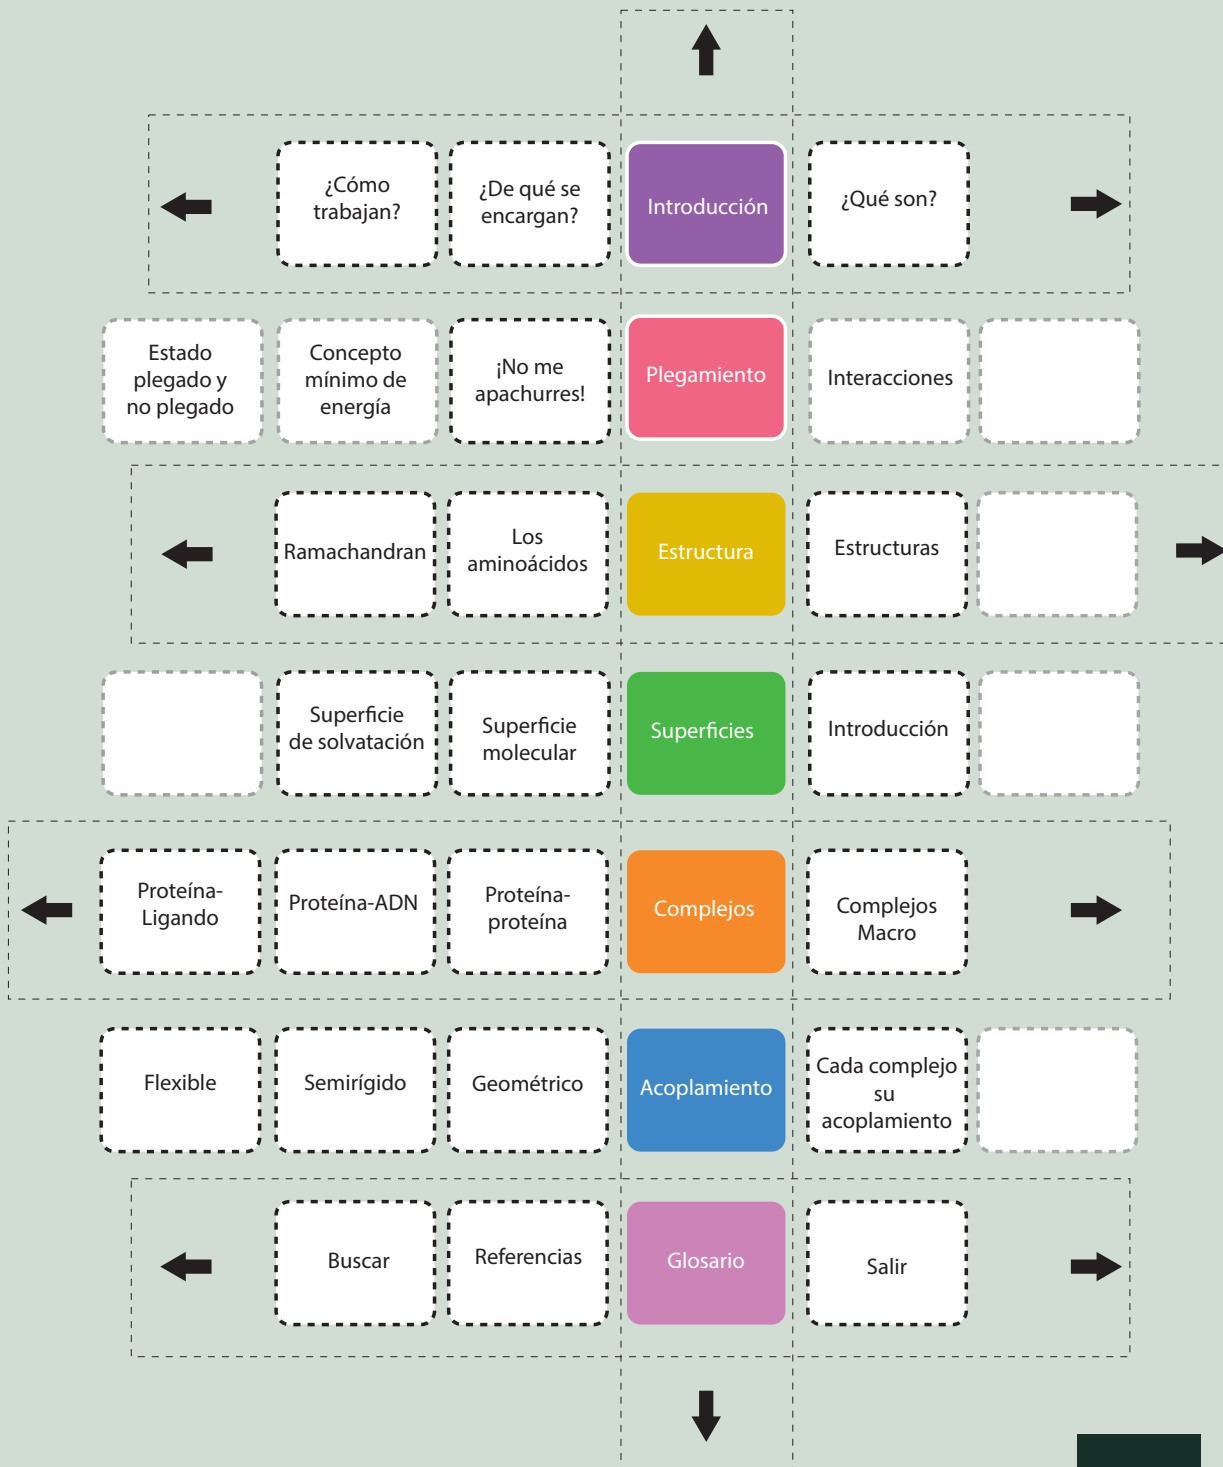 ¿Cómo
trabajan?
¿De qué se
encargan?
Introducción
¿Qué son?
Estado
plegado y
no plegado
Concepto
mínimo de
energía
¡No me
apachurres!
Plegamiento
Interacciones
Ramachandran
Los
aminoácidos
Estructura
Estructuras
Superficie
de solvatación
Superficie
molecular
Superficies
Introducción
Proteína-
Ligando
Proteína-ADN
Proteína-
proteína
Complejos
Complejos
Macro
Flexible
Semirígido
Geométrico
Acoplamiento
Cada complejo
su
acoplamiento
Buscar
Referencias
Glosario
Salir